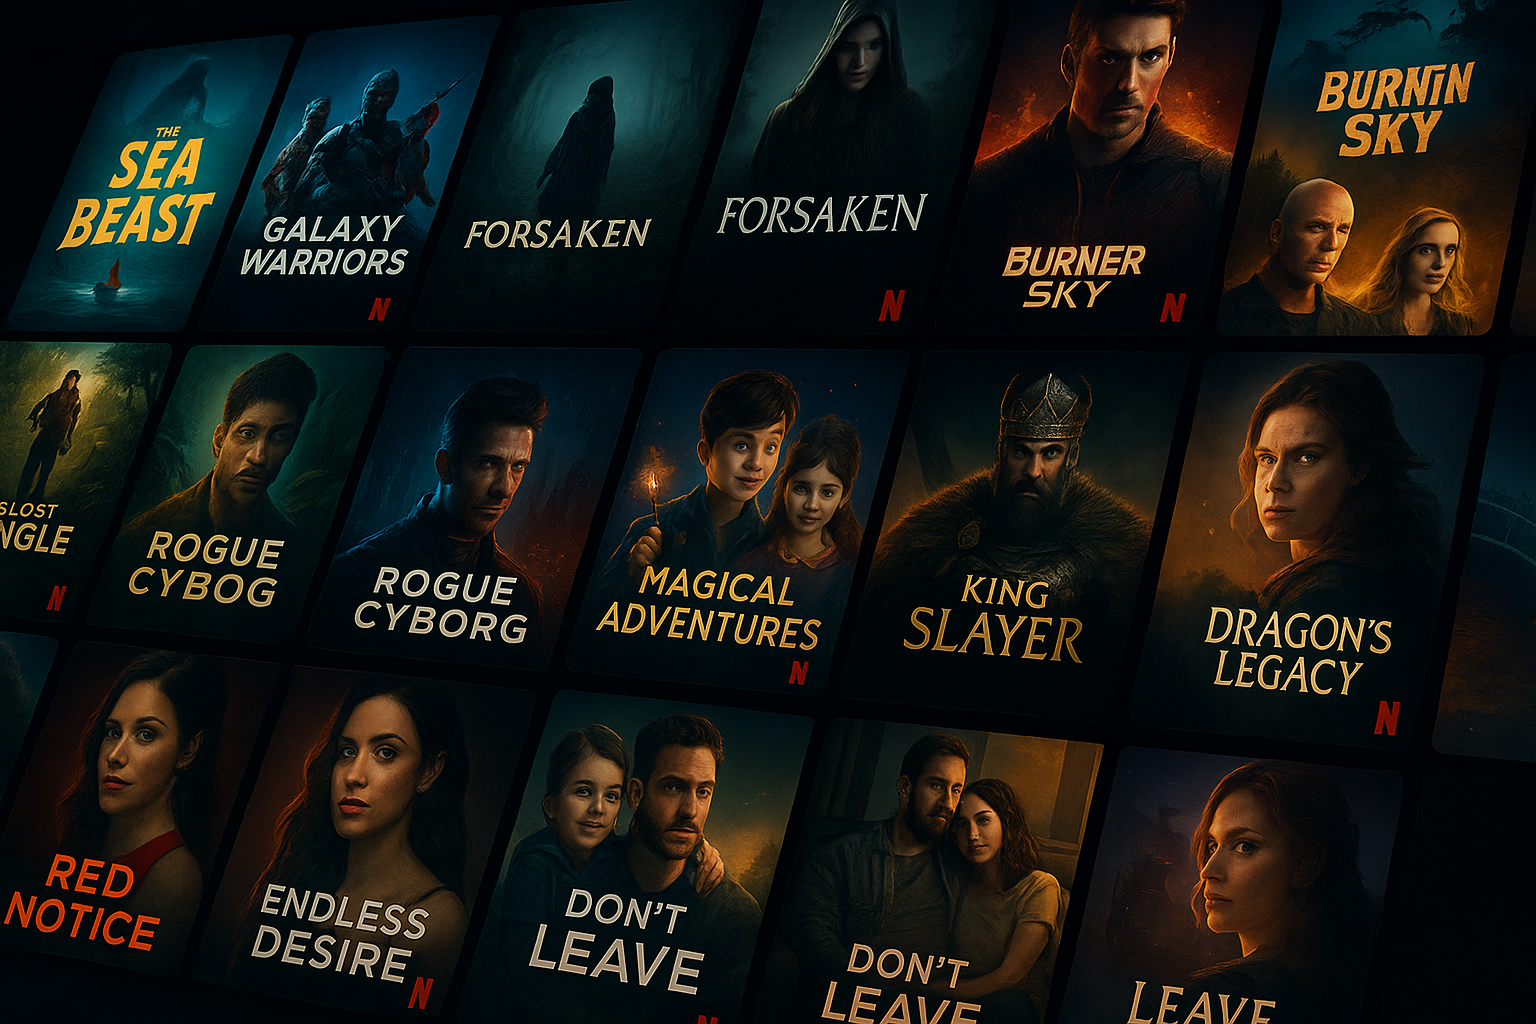 THE
SEA
BEAST
GALAXY
WARRIORS
N
FORSAKEN
FORSAKEN
N
BURNER
SKY
N
BURNIN
SKY
SLOST
NGLE
N
ROGUE
CYBOG
ROGUE
CYBORG
MAGICAL
ADVENTURES
N
KING
SLAYER
DRAGON'S
LEGACY
N
RED
NOTICE
ENDLESS
DESIRE
N
DON'T
LEAVE
N
DON'T
LEAVE
LEAVE